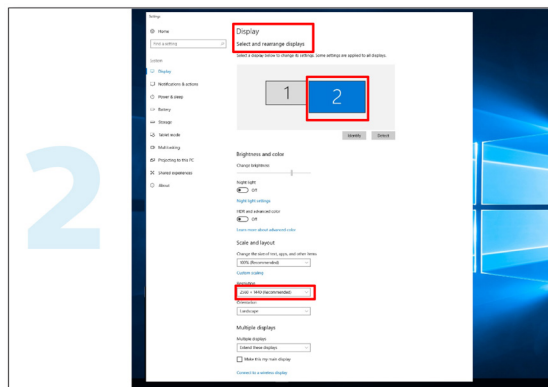 2
Settings
Home
Find a setting
System
Display
Notifications & actions
Power & sleep
Battery
Storage
Tablet mode
Multitasking
Projecting to this PC
Shared experiences
About
Display
Select and rearrange displays
Select a display below to change its settings. Some settings are applied to all displays.
1
2
Identify
Detect
Brightness and color
Change brightness
Night light
Off
Night light settings
HDR and advanced color
Off
Learn more about advanced color
Scale and layout
Change the size of text, apps, and other items
100% (Recommended)
Custom scaling
Resolution
2560 × 1440 (Recommended)
Orientation
Landscape
Multiple displays
Multiple displays
Extend these displays
Make this my main display
Connect to a wireless display